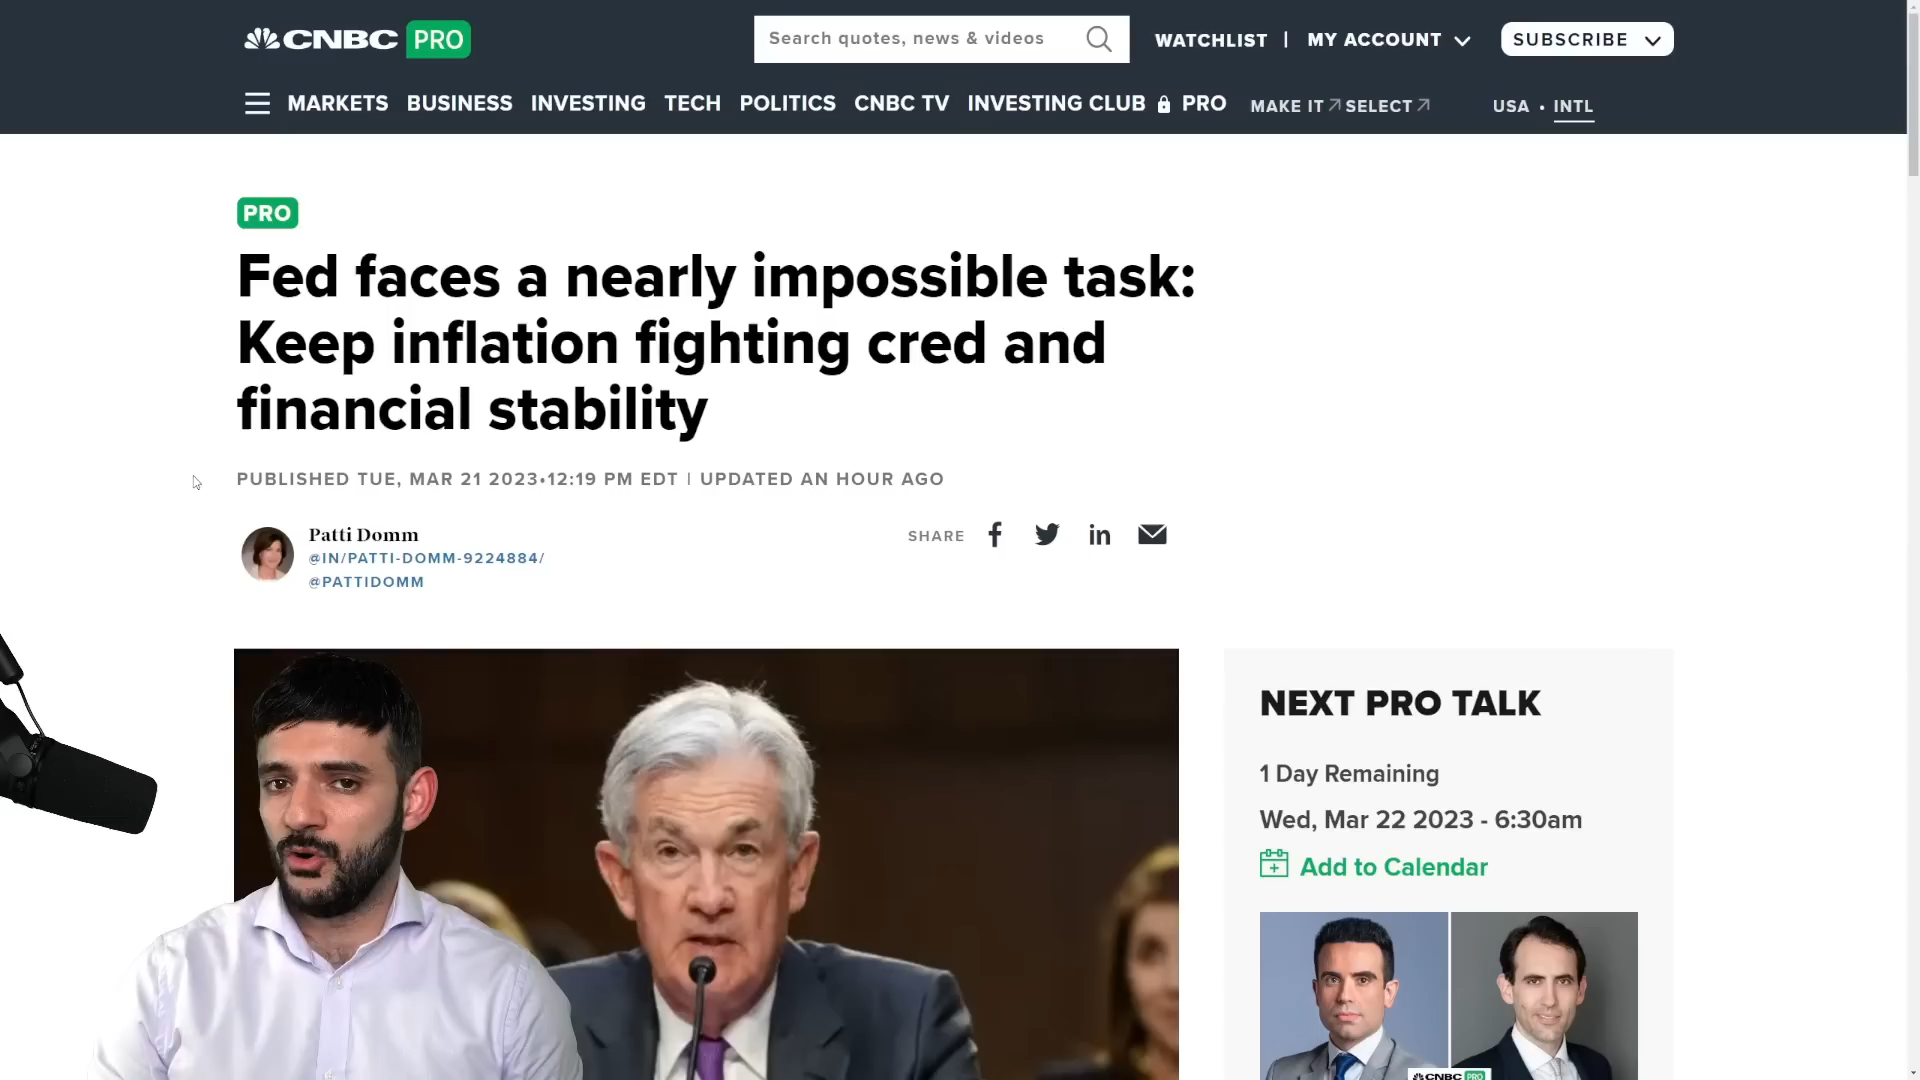 CNBC PRO
Search quotes, news & videos
WATCHLIST | MY ACCOUNT
SUBSCRIBE
MARKETS BUSINESS INVESTING TECH POLITICS CNBC TV INVESTING CLUB PRO MAKE IT SELECT USA • INTL
PRO
Fed faces a nearly impossible task:
Keep inflation fighting cred and
financial stability
PUBLISHED TUE, MAR 21 2023•12:19 PM EDT | UPDATED AN HOUR AGO
Patti Domm
@IN/PATTI-DOMM-9224884/
@PATTIDOMM
SHARE
NEXT PRO TALK
1 Day Remaining
Wed, Mar 22 2023 - 6:30am
Add to Calendar
CNBC PRO